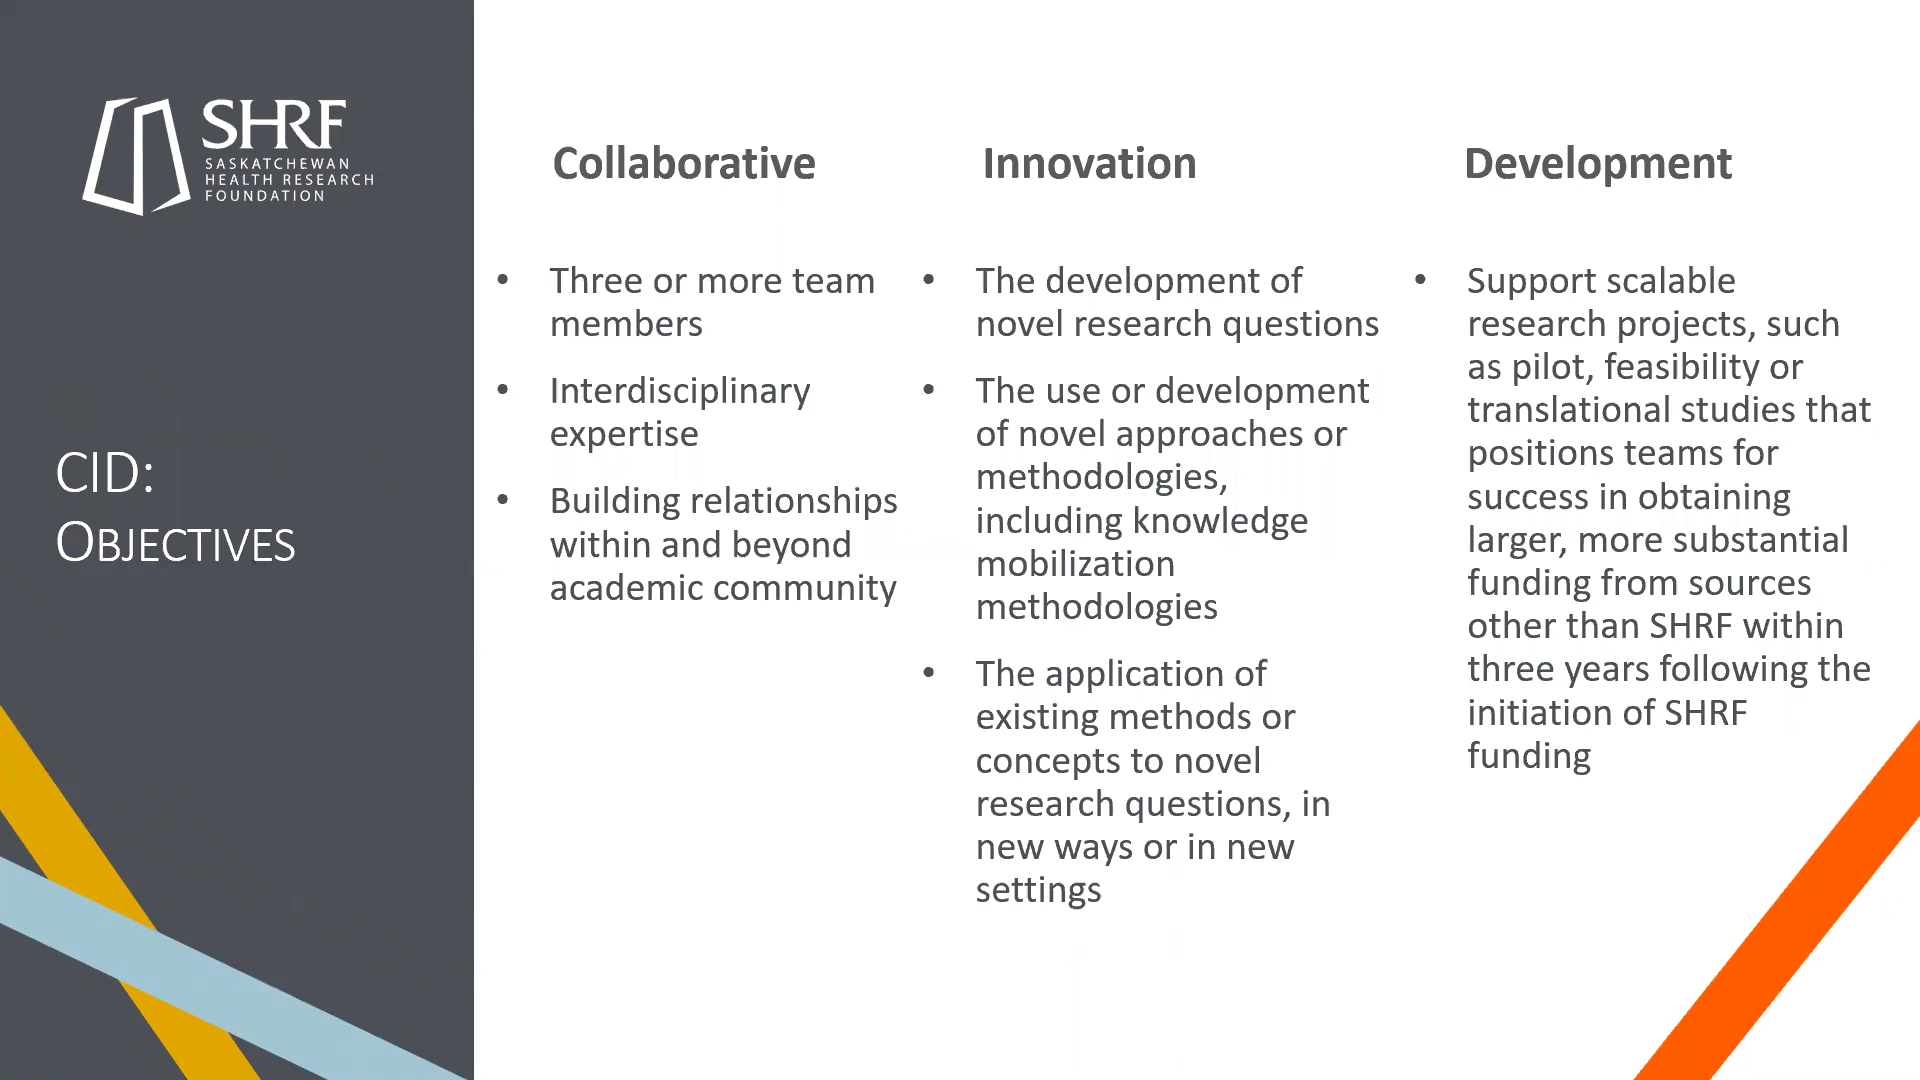 SHRF
SASKATCHEWAN
HEALTH RESEARCH
FOUNDATION
CID:
OBJECTIVES
Collaborative
• Three or more team
members
• Interdisciplinary
expertise
• Building relationships
within and beyond
academic community
Innovation
• The development of
novel research questions
• The use or development
of novel approaches or
methodologies,
including knowledge
mobilization
methodologies
• The application of
existing methods or
concepts to novel
research questions, in
new ways or in new
settings
Development
• Support scalable
research projects, such
as pilot, feasibility or
translational studies that
positions teams for
success in obtaining
larger, more substantial
funding from sources
other than SHRF within
three years following the
initiation of SHRF
funding